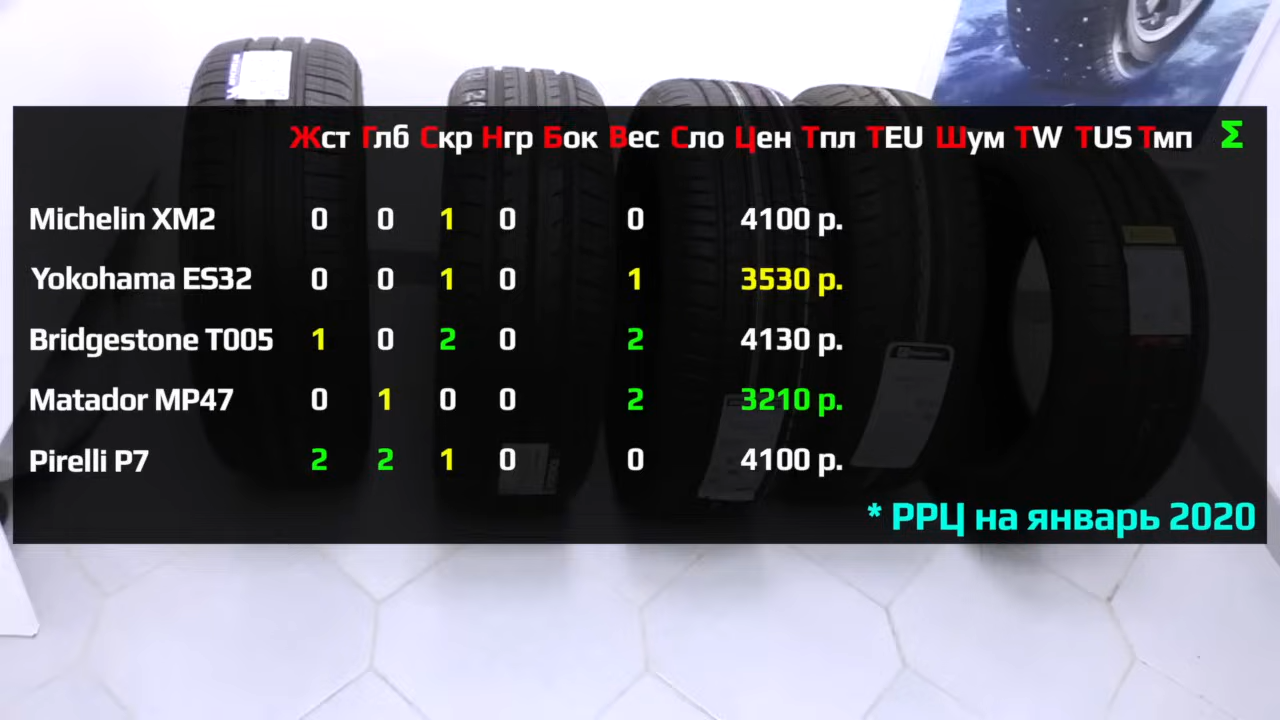 Жст Глб Скр Нгр Бок Вес Сло Цен Тпл TEU Шум TW TUS Тмп Σ
Michelin XM2 0 0 1 0 0 4100 р.
Yokohama ES32 0 0 1 0 1 3530 р.
Bridgestone T005 1 0 2 0 2 4130 р.
Matador MP47 0 1 0 0 2 3210 р.
Pirelli P7 2 2 1 0 0 4100 р.
* РРЦ на январь 2020